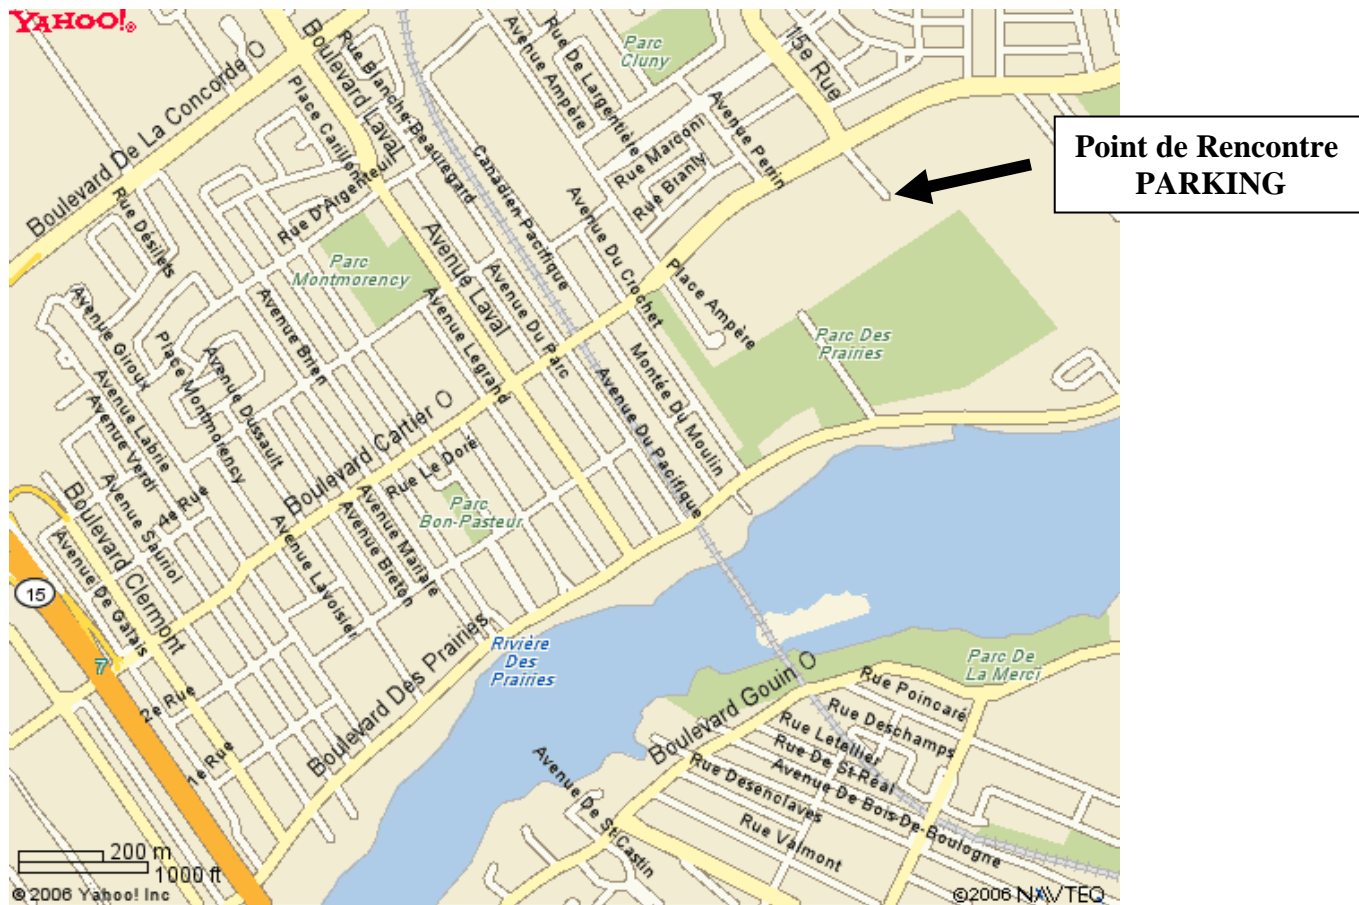 YAHOO!®
Point de Rencontre
PARKING
Boulevard De La Concorde O
Boulevard Laval
Rue Blanche-Beauregard
Place Carillon
Avenue Ampère
Rue De Largentière
Parc
Cluny
15e Rue
Avenue Perrin
Rue Marconi
Rue Branly
Canadien Pacifique
Rue D'Argenteuil
Rue Desilets
Parc
Montmorency
Avenue Laval
Avenue Du Crochet
Place Ampère
Avenue Du Parc
Avenue Legrand
Parc Des
Prairies
Avenue Giroux
Place Montmorency
Avenue Brien
Avenue Dussault
Avenue Labrie
Avenue Verdi
Boulevard Cartier O
Montée Du Moulin
Avenue Du Pacifique
Rue Le Doré
Parc
Bon-Pasteur
4e Rue
Avenue Sauriol
Boulevard Clermont
Avenue De Galais
Avenue Mariale
Avenue Breton
Avenue Lavoisier
15
7
2e Rue
1e Rue
Boulevard Des Prairies
Rivière
Des
Prairies
Parc De
La Merci
Boulevard Gouin O
Rue Poincaré
Rue Deschamps
Rue Letellier
Rue De St-Réal
Avenue De Bois-De-Boulogne
Rue Desenclaves
Rue Valmont
Avenue De St-Castin
200 m
1000 ft
©2006 Yahoo! Inc
©2006 NAVTEQ